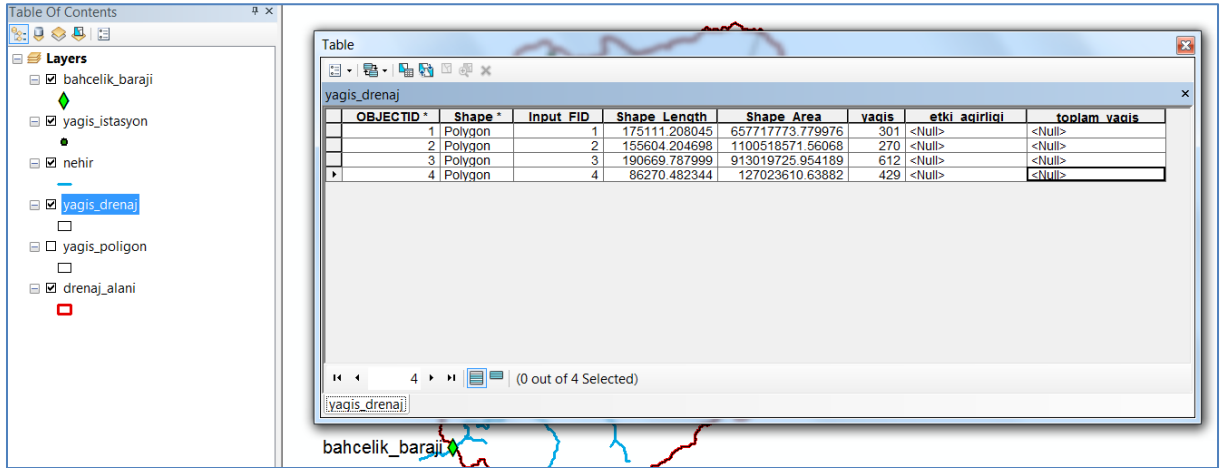 Table Of Contents
Layers
bahcelik_baraji
yagis_istasyon
nehir
yagis_drenaj
yagis_poligon
drenaj_alani
Table
yagis_drenaj
OBJECTID * Shape * Input_FID Shape_Length Shape_Area yagis etki_agirligi toplam_yagis
1 Polygon 1 175111.208045 657717773.779976 301 <Null> <Null>
2 Polygon 2 155604.204698 1100518571.56068 270 <Null> <Null>
3 Polygon 3 190669.787999 913019725.954189 612 <Null> <Null>
4 Polygon 4 86270.482344 127023610.63882 429 <Null> <Null>
4 (0 out of 4 Selected)
yagis_drenaj
bahcelik_baraji